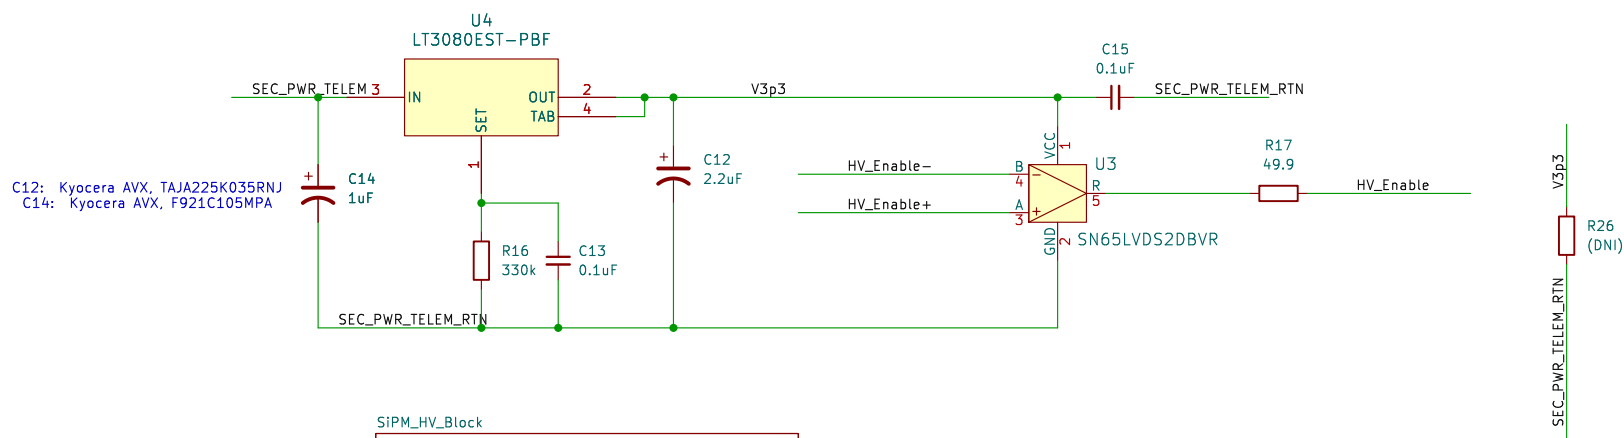 U4
LT3080EST-PBF
SEC_PWR_TELEM
3
IN
OUT
2
TAB
4
SET
1
V3p3
C15
0.1uF
SEC_PWR_TELEM_RTN
C12:  Kyocera AVX, TAJA225K035RNJ
C14:  Kyocera AVX, F921C105MPA
+
C14
1uF
+
C12
2.2uF
HV_Enable-
HV_Enable+
B
4
A
3
VCC
1
U3
-
+
R
5
GND
2
SN65LVDS2DBVR
R17
49.9
HV_Enable
V3p3
R26
(DNI)
SEC_PWR_TELEM_RTN
R16
330k
C13
0.1uF
SEC_PWR_TELEM_RTN
SiPM_HV_Block